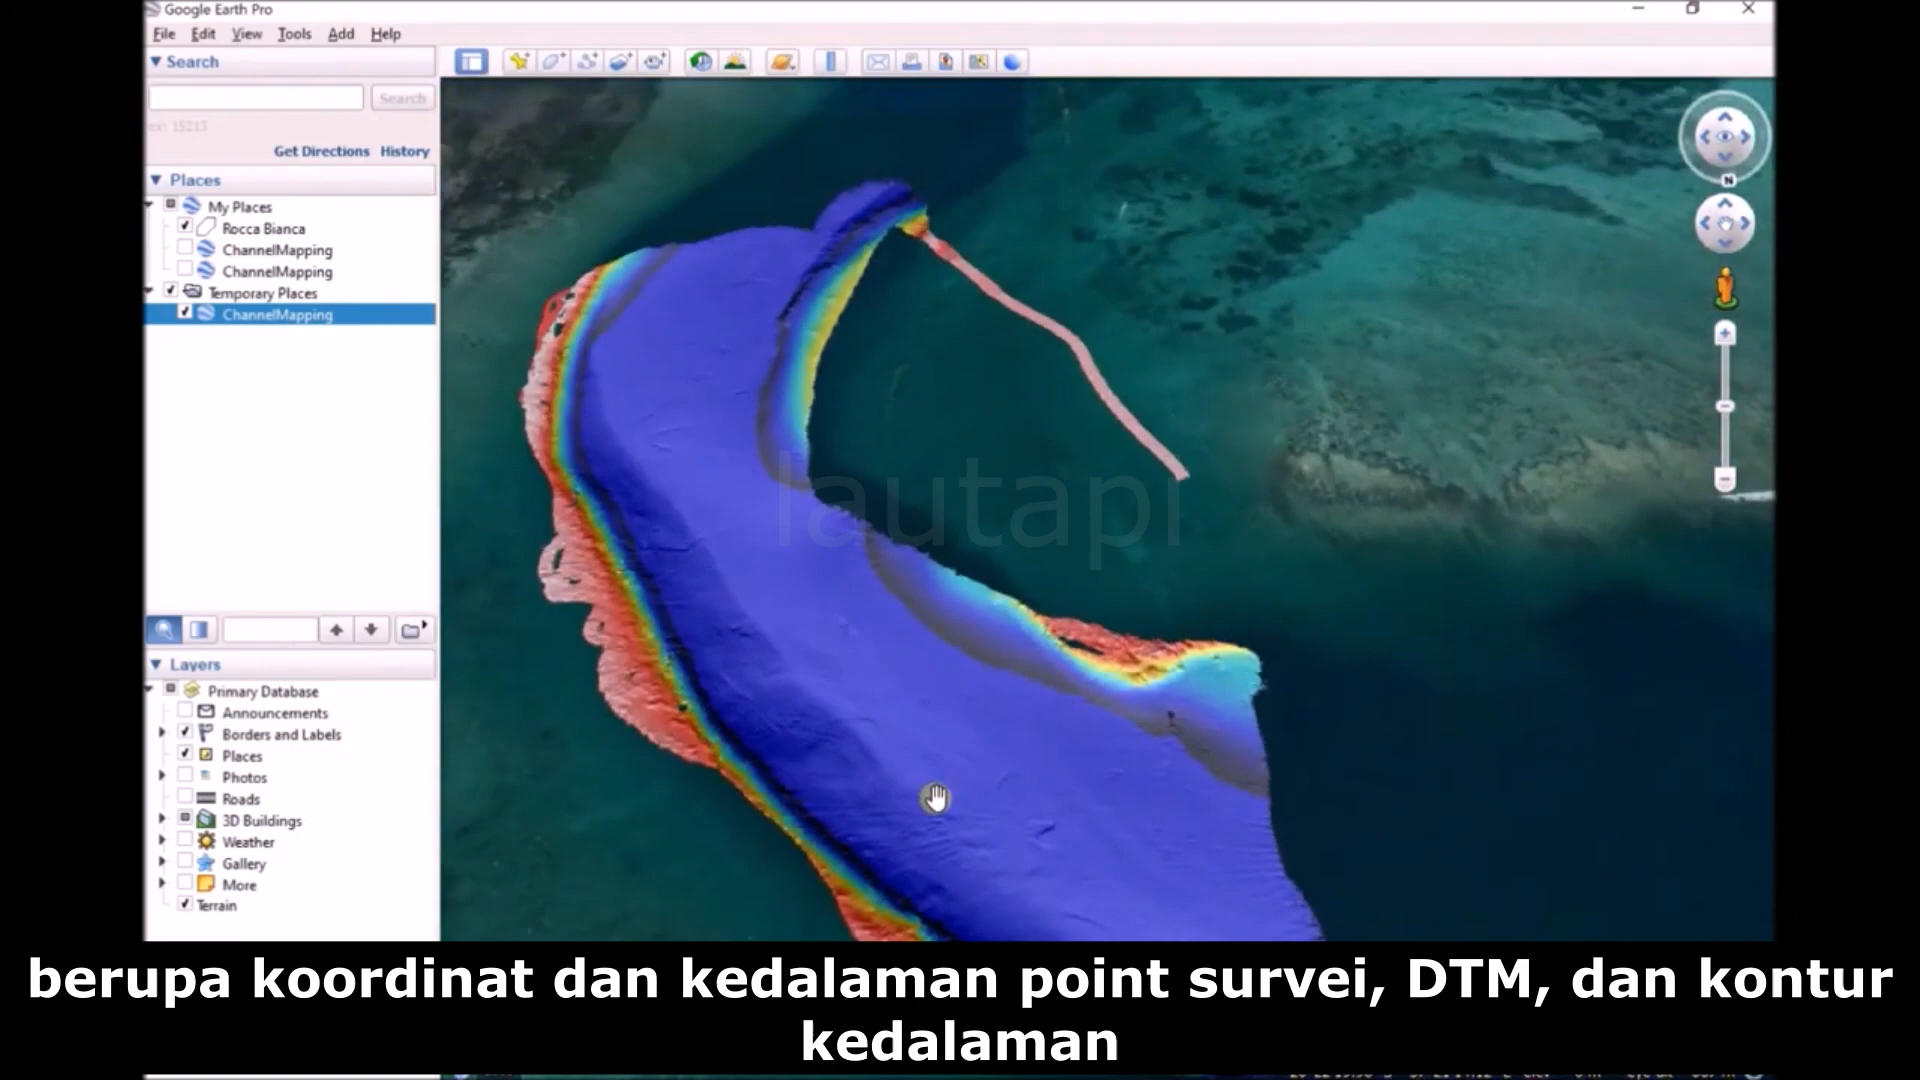 Google Earth Pro
File Edit View Tools Add Help
Search
Search
ex: 15213
Get Directions History
Places
My Places
Rocca Bianca
ChannelMapping
ChannelMapping
Temporary Places
ChannelMapping
N
lautapi
Layers
Primary Database
Announcements
Borders and Labels
Places
Photos
Roads
3D Buildings
Weather
Gallery
More
Terrain
berupa koordinat dan kedalaman point survei, DTM, dan kontur
kedalaman